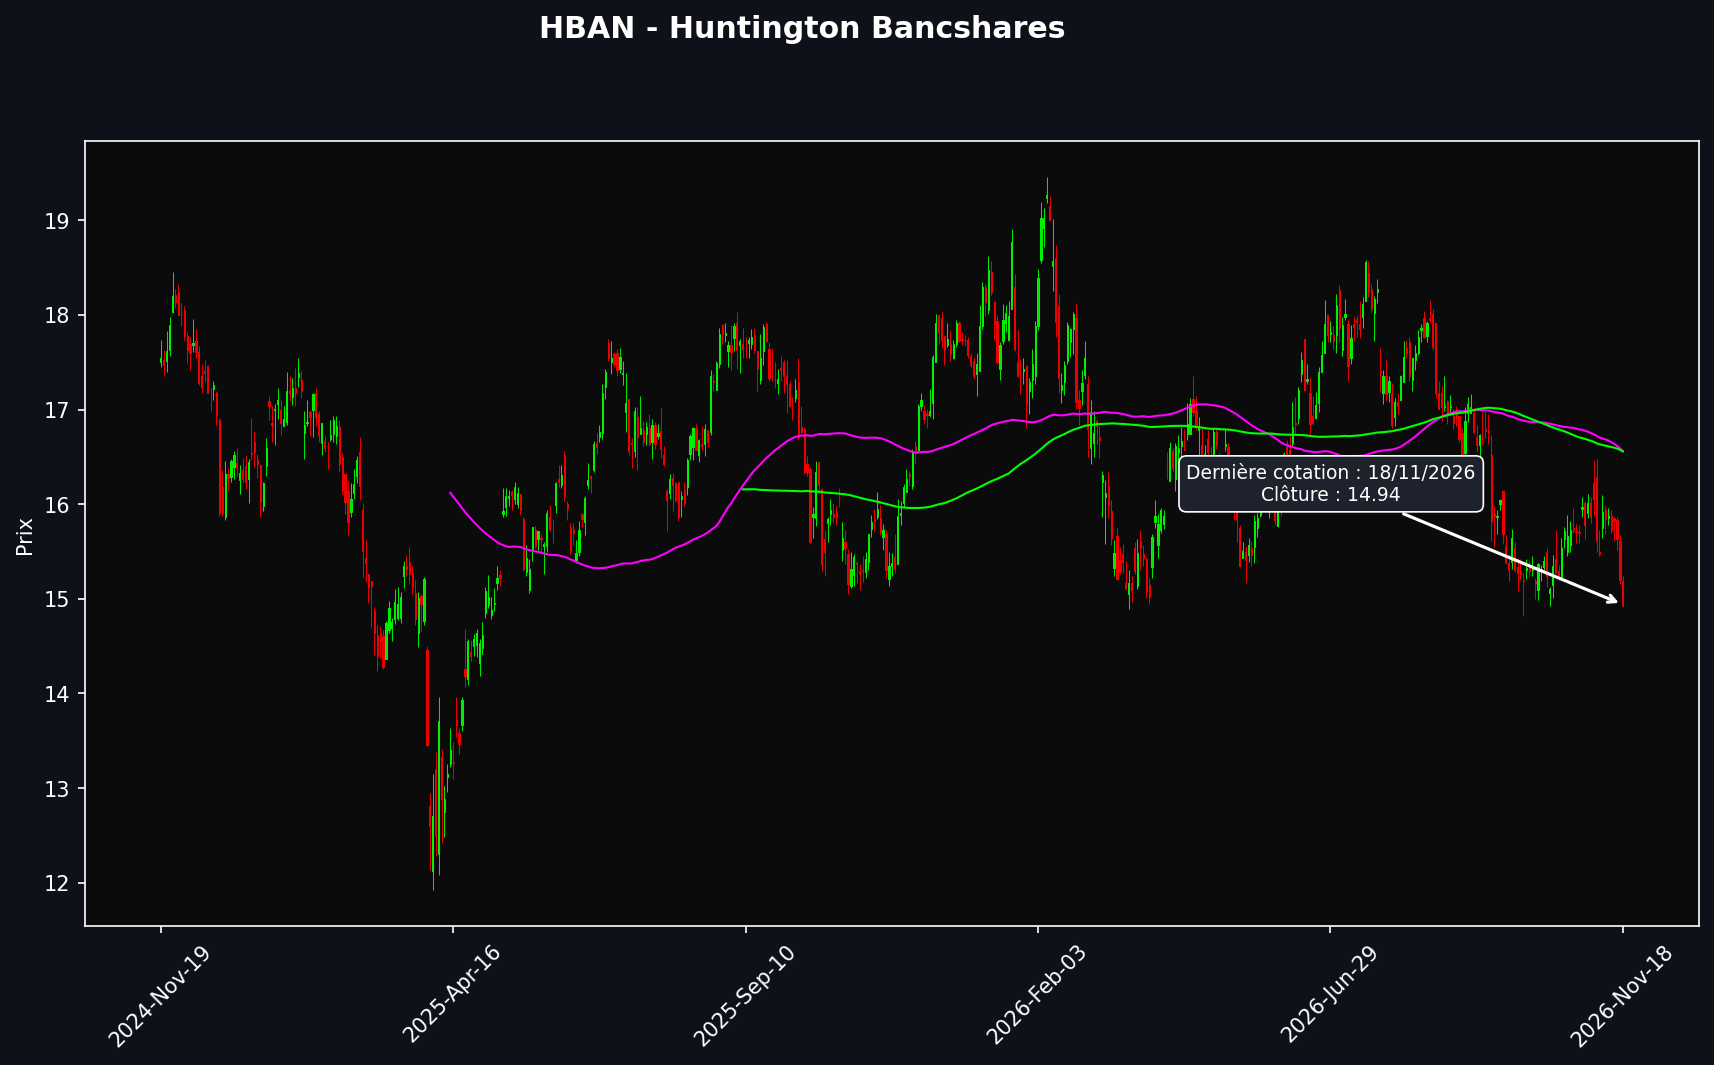 HBAN - Huntington Bancshares
Prix
19
18
17
16
15
14
13
12
Dernière cotation : 18/11/2026
Clôture : 14.94
2024-Nov-19
2025-Apr-16
2025-Sep-10
2026-Feb-03
2026-Jun-29
2026-Nov-18